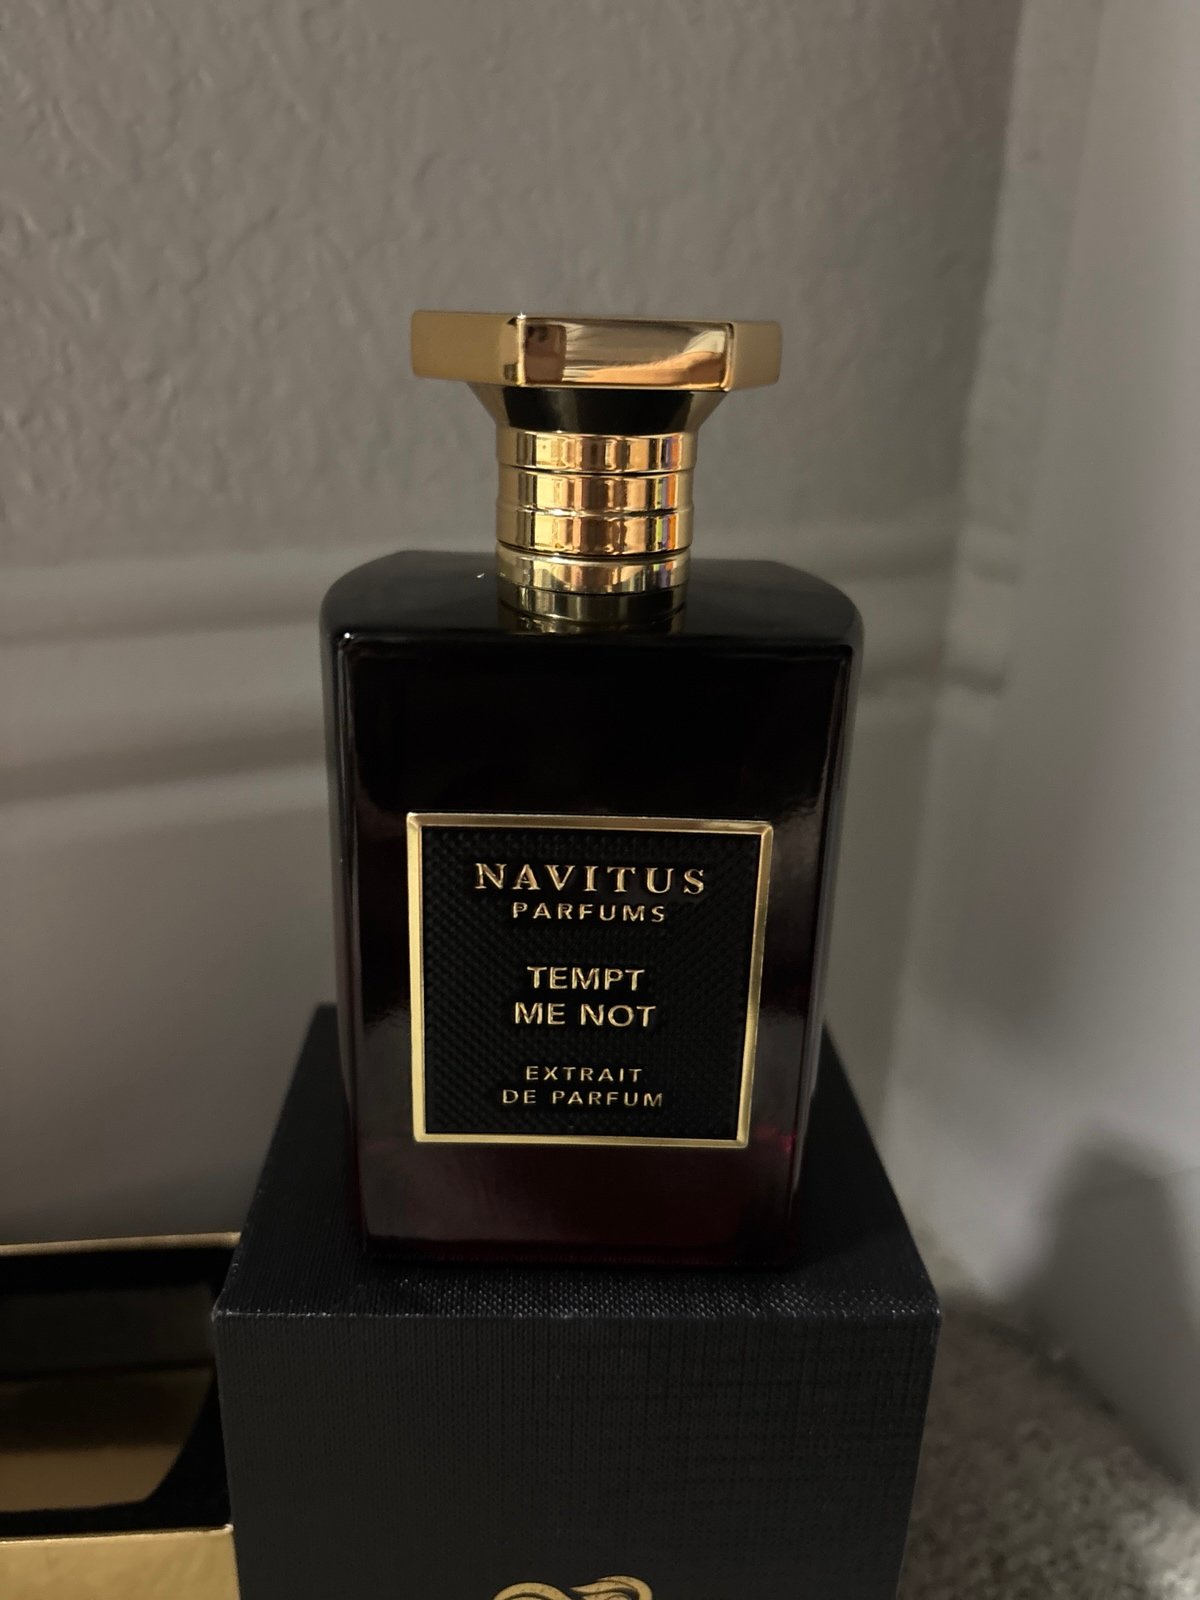 NAVITUS
PARFUMS
TEMPT
ME NOT
EXTRAIT
DE PARFUM